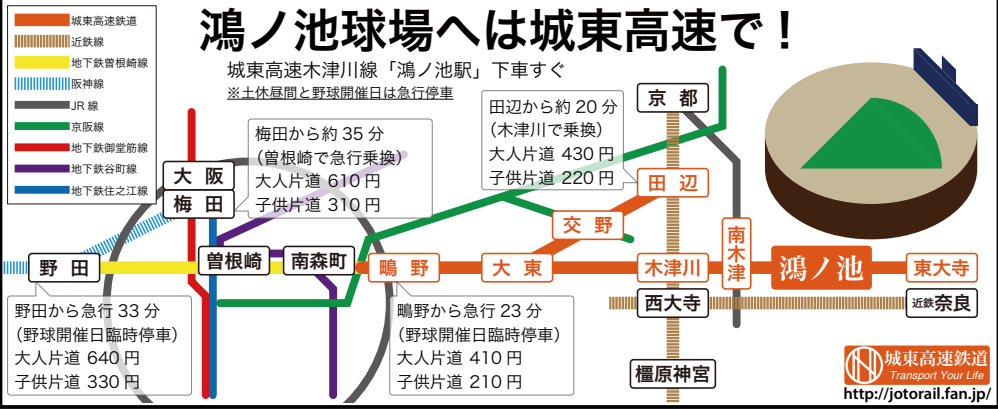 城東高速鉄道
近鉄線
地下鉄曽根崎線
阪神線
JR線
京阪線
地下鉄御堂筋線
地下鉄谷町線
地下鉄住之江線
鴻ノ池球場へは城東高速で!
城東高速木津川線「鴻ノ池駅」下車すぐ
※土休昼間と野球開催日は急行停車
梅田から約35分
(曽根崎で急行乗換)
大人片道 610円
子供片道 310円
田辺から約20分
(木津川で乗換)
大人片道 430円
子供片道 220円
京都
大阪
梅田
田辺
交野
野田
曽根崎
南森町
鴫野
大東
木津川
南木津
鴻ノ池
東大寺
西大寺
近鉄奈良
橿原神宮
野田から急行33分
(野球開催日臨時停車)
大人片道 640円
子供片道 330円
鴫野から急行23分
(野球開催日臨時停車)
大人片道 410円
子供片道 210円
城東高速鉄道
Transport Your Life
http://jotorail.fan.jp/